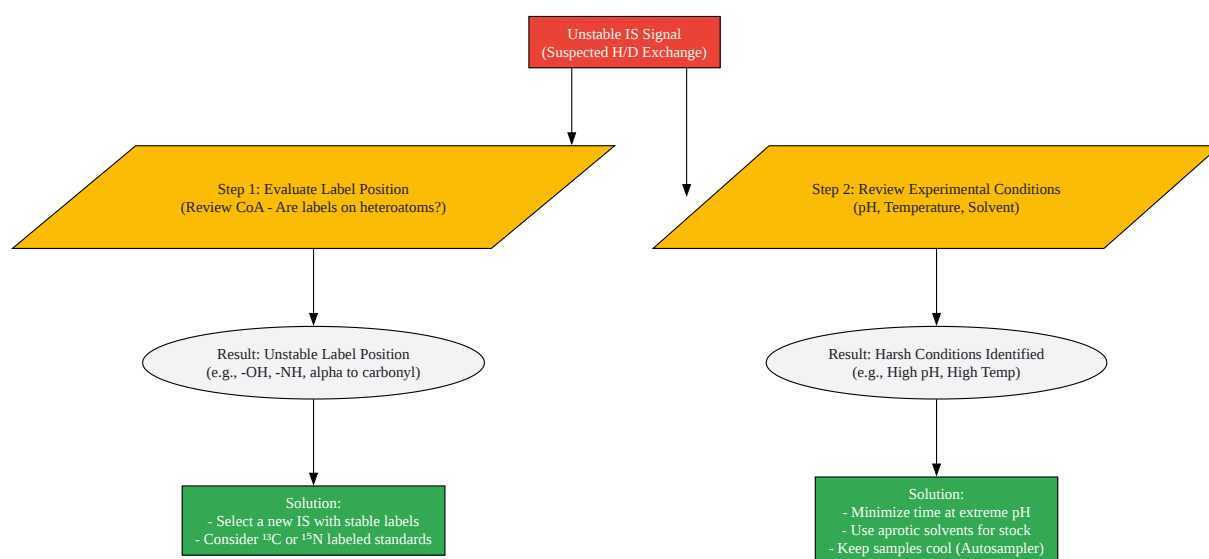 Unstable IS Signal
(Suspected H/D Exchange)
Step 1: Evaluate Label Position
(Review CoA - Are labels on heteroatoms?)
Step 2: Review Experimental Conditions
(pH, Temperature, Solvent)
Result: Unstable Label Position
(e.g., -OH, -NH, alpha to carbonyl)
Result: Harsh Conditions Identified
(e.g., High pH, High Temp)
Solution:
- Select a new IS with stable labels
- Consider ¹³C or ¹⁵N labeled standards
Solution:
- Minimize time at extreme pH
- Use aprotic solvents for stock
- Keep samples cool (Autosampler)